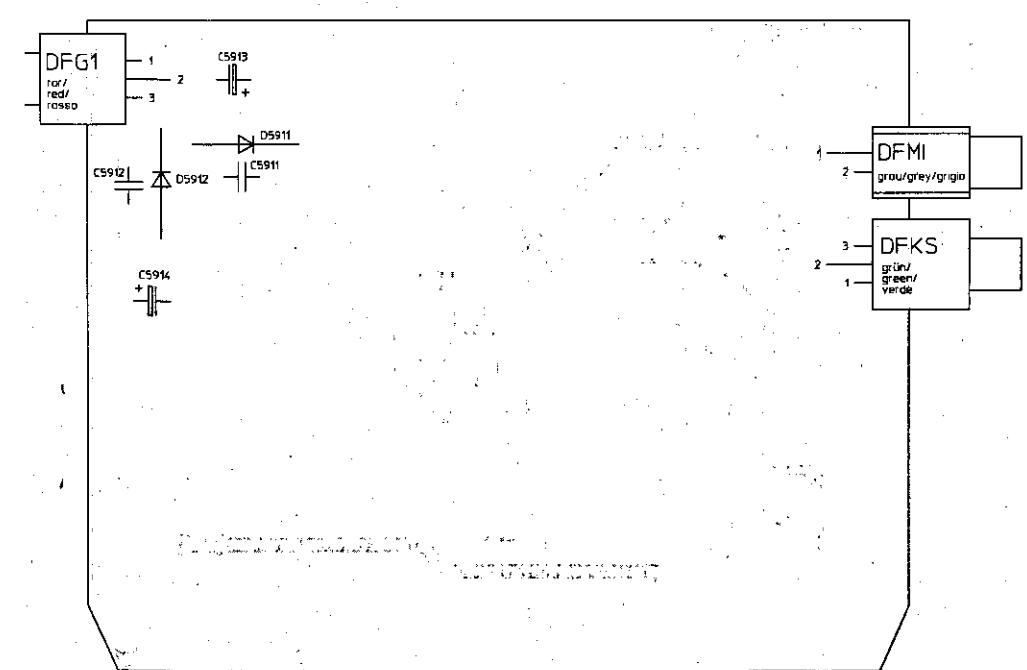 DFG1
rot/
red/
rosso
1
2
3
C5913
D5911
C5911
C5912
D5912
C5914
+
+
1
2
DFMI
grau/grey/grigio
3
2
1
DFKS
grün/
green/
verde